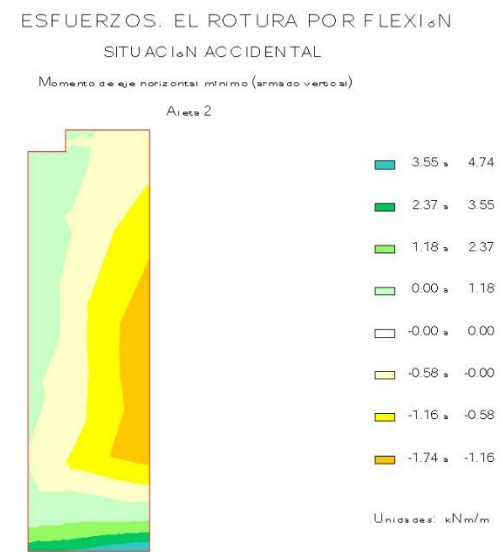 ESFUERZOS. EL ROTURA POR FLEXIóN
SITUACIóN ACCIDENTAL
Momento de eje horizontal mínimo (armado vertical)
Aleta 2
3.55 a 4.74
2.37 a 3.55
1.18 a 2.37
0.00 a 1.18
-0.00 a 0.00
-0.58 a -0.00
-1.16 a -0.58
-1.74 a -1.16
Unidades: kNm/m